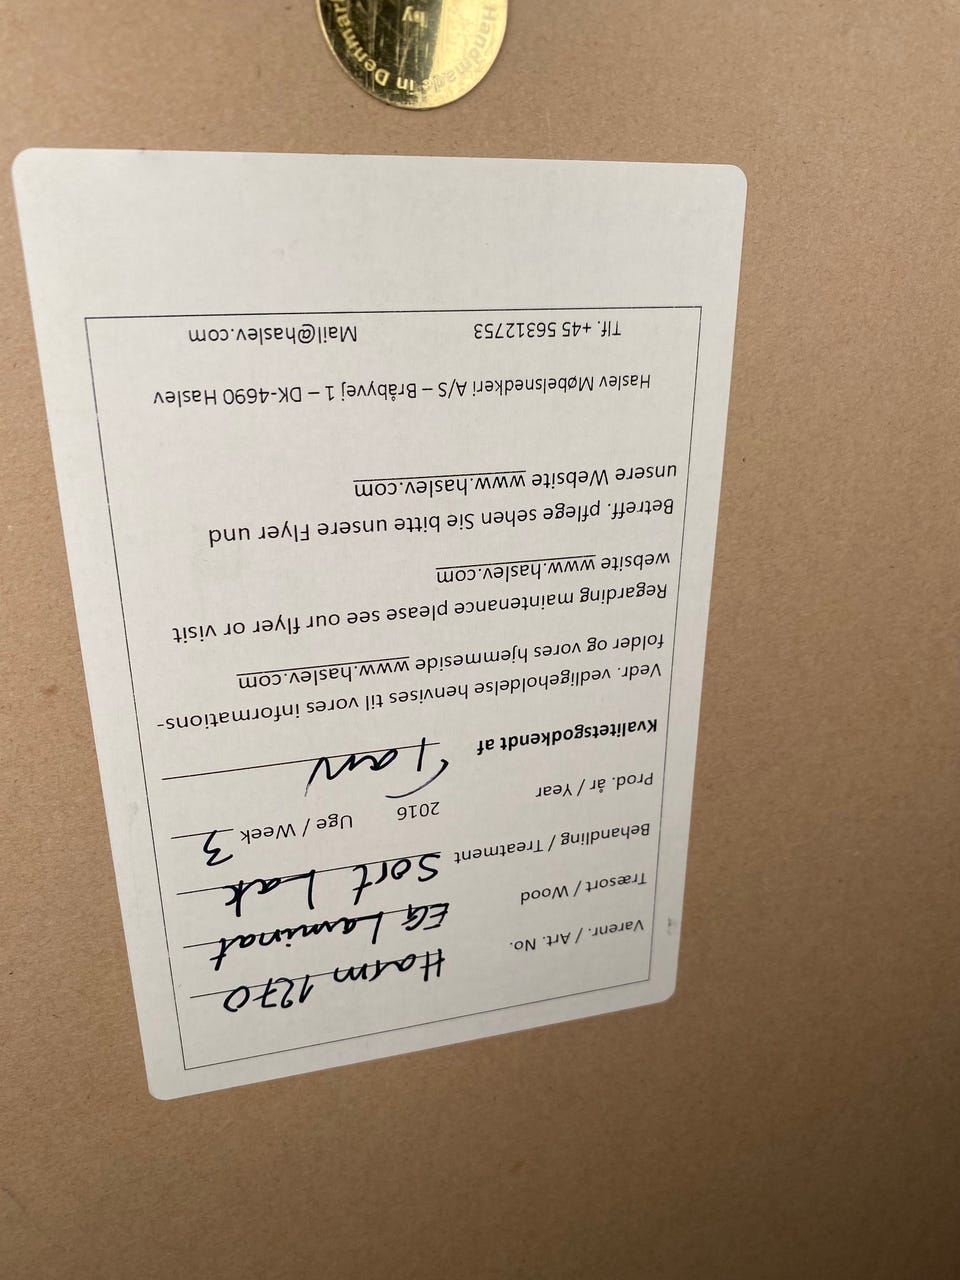 Varenr. / Art. No. Harm 1270
Træsort / Wood EG Laminat
Behandling / Treatment Sort Lak
Prod. år / Year 2016 Uge / Week 3
Kvalitetsgodkendt af
Vedr. vedligeholdelse henvises til vores informations-
folder og vores hjemmeside www.haslev.com
Regarding maintenance please see our flyer or visit
website www.haslev.com
Betreff. pflege sehen Sie bitte unsere Flyer und
unsere Website www.haslev.com
Haslev Møbelsnedkeri A/S – Bråbyvej 1 – DK-4690 Haslev
Tlf. +45 56312753 Mail@haslev.com
Handmade in Denmark
by